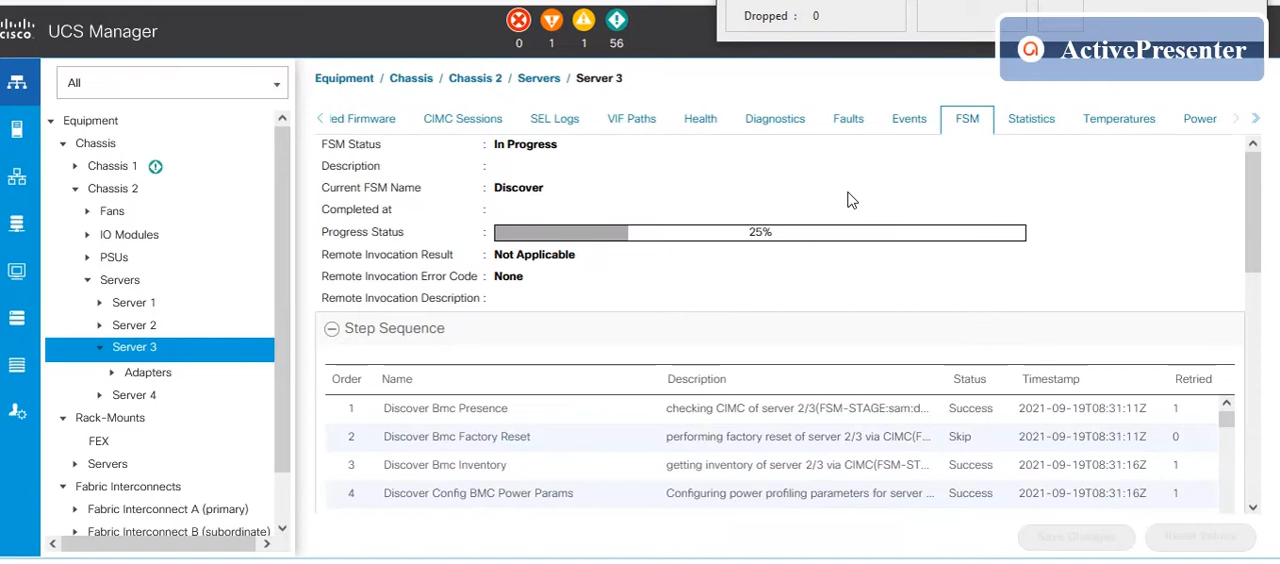 Dropped : 0
ActivePresenter
CISCO
UCS Manager
0 1 1 56
All
Equipment
Chassis
Chassis 1
Chassis 2
Fans
IO Modules
PSUs
Servers
Server 1
Server 2
Server 3
Adapters
Server 4
Rack-Mounts
FEX
Servers
Fabric Interconnects
Fabric Interconnect A (primary)
Fabric Interconnect B (subordinate)
Equipment / Chassis / Chassis 2 / Servers / Server 3
ed Firmware CIMC Sessions SEL Logs VIF Paths Health Diagnostics Faults Events FSM Statistics Temperatures Power
FSM Status : In Progress
Description :
Current FSM Name : Discover
Completed at :
Progress Status : 25%
Remote Invocation Result : Not Applicable
Remote Invocation Error Code : None
Remote Invocation Description :
Step Sequence
Order Name Description Status Timestamp Retried
1 Discover Bmc Presence checking CIMC of server 2/3(FSM-STAGE:sam:d... Success 2021-09-19T08:31:11Z 1
2 Discover Bmc Factory Reset performing factory reset of server 2/3 via CIMC(F... Skip 2021-09-19T08:31:11Z 0
3 Discover Bmc Inventory getting inventory of server 2/3 via CIMC(FSM-ST... Success 2021-09-19T08:31:16Z 1
4 Discover Config BMC Power Params Configuring power profiling parameters for server ... Success 2021-09-19T08:31:16Z 1
Save Changes Reset Values